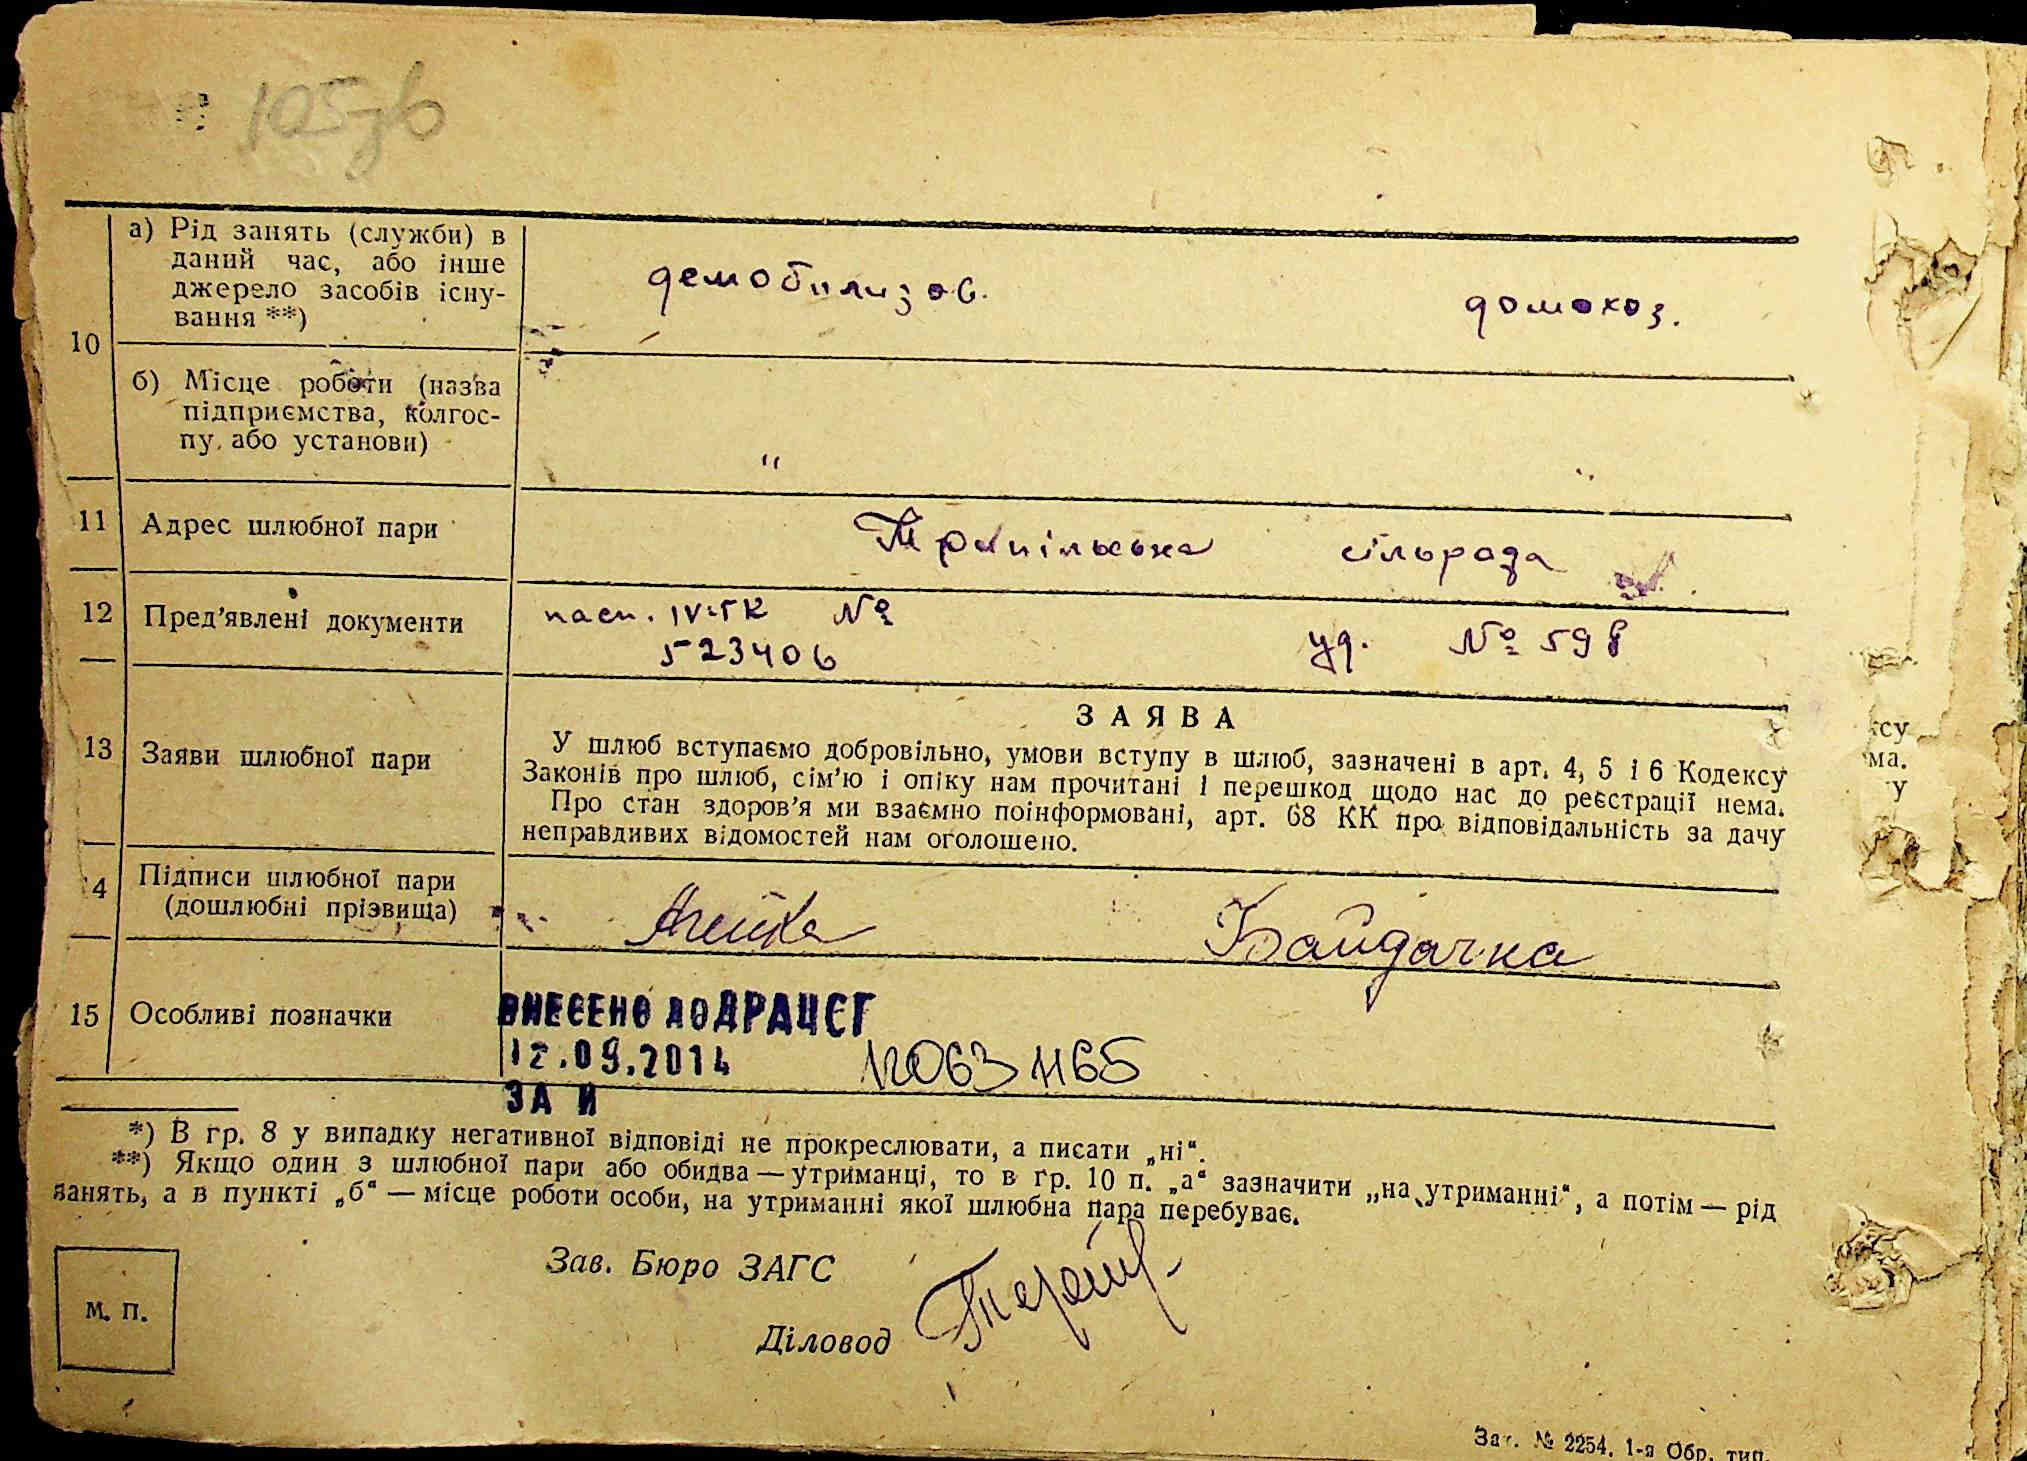 105зв
10
а) Рід занять (служби) в
даний час, або інше
джерело засобів існу-
вання **)
демобилизов.
домохоз.
б) Місце роботи (назва
підприємства, колгос-
пу, або установи)
"
"
11
Адрес шлюбної пари
сільрада
12
Пред'явлені документи
пасп. IV-ГК №
523406
уд. № 598
13
Заяви шлюбної пари
ЗАЯВА
У шлюб вступаємо добровільно, умови вступу в шлюб, зазначені в арт. 4, 5 і 6 Кодексу
Законів про шлюб, сім'ю і опіку нам прочитані і перешкод щодо нас до реєстрації нема.
Про стан здоров'я ми взаємно поінформовані, арт. 68 КК про відповідальність за дачу
неправдивих відомостей нам оголошено.
ксу
ма.
у
14
Підписи шлюбної пари
(дошлюбні прізвища)
Байдачка
15
Особливі позначки
ВНЕСЕНО ДО ДРАЦСГ
12.09.2014
ЗА И
*) В гр. 8 у випадку негативної відповіді не прокреслювати, а писати „ні“.
**) Якщо один з шлюбної пари або обидва — утриманці, то в гр. 10 п. „а“ зазначити „на утриманні“, а потім — рід
занять, а в пункті „б“ — місце роботи особи, на утриманні якої шлюбна пара перебуває.
Зав. Бюро ЗАГС
Діловод
М. П.
Зат. № 2254. 1-я Обр. тип.